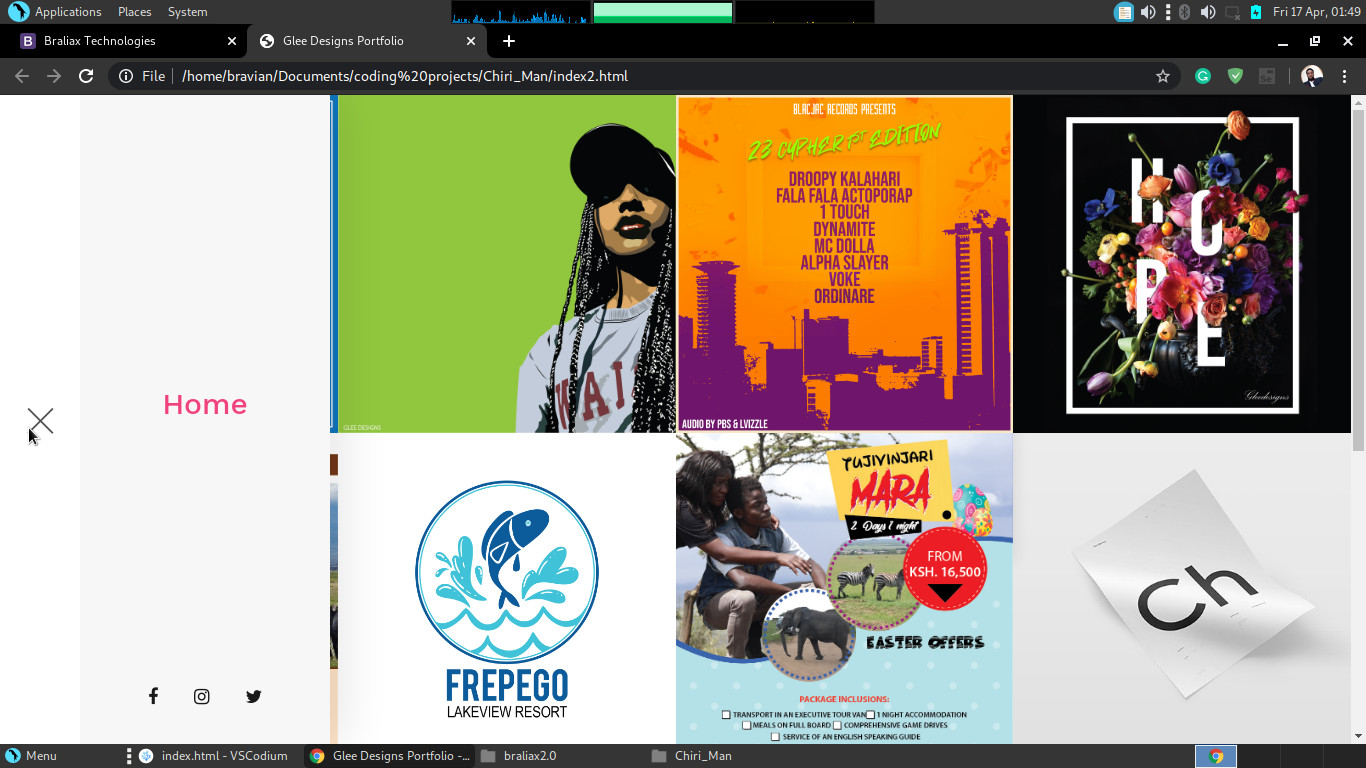 Applications Places System
Fri 17 Apr, 01:49
Braliax Technologies
Glee Designs Portfolio
File
/home/bravian/Documents/coding%20projects/Chiri_Man/index2.html
Home
GLEE DESIGNS
BLACJAC RECORDS PRESENTS
23 CYPHER 1ST EDITION
DROOPY KALAHARI
FALA FALA ACTOPORAP
1 TOUCH
DYNAMITE
MC DOLLA
ALPHA SLAYER
VOKE
ORDINARE
AUDIO BY PBS & LVIZZLE
H
O
P
E
Gleedesigns
FREPEGO
LAKEVIEW RESORT
TUJIVINJARI
MARA
2 Days 1 night
FROM
KSH. 16,500
EASTER OFFERS
PACKAGE INCLUSIONS:
TRANSPORT IN AN EXECUTIVE TOUR VAN 1 NIGHT ACCOMMODATION
MEALS ON FULL BOARD COMPREHENSIVE GAME DRIVES
SERVICE OF AN ENGLISH SPEAKING GUIDE
Ch
Menu
index.html - VSCodium
Glee Designs Portfolio -...
braliax2.0
Chiri_Man